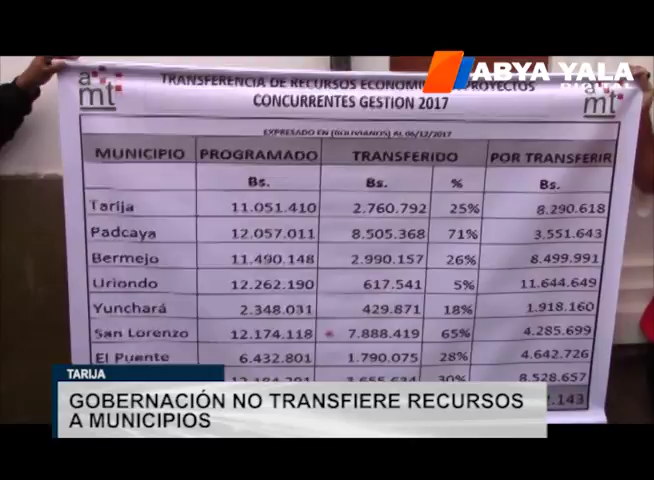 ABYA YALA
DIGITAL
amt
TRANSFERENCIA DE RECURSOS PROYECTOS
amt
CONCURRENTES GESTION 2017
EXPRESADO EN (BOLIVIANOS) AL 06/12/2017
MUNICIPIO PROGRAMADO TRANSFERIDO POR TRANSFERIR
Bs. Bs. % Bs.
Tarija 11.051.410 2.760.792 25% 8.290.618
Padcaya 12.057.011 8.505.368 71% 3.551.643
Bermejo 11.490.148 2.990.157 26% 8.499.991
Uriondo 12.262.190 617.541 5% 11.644.649
Yunchará 2.348.031 429.871 18% 1.918.160
San Lorenzo 12.174.118 7.888.419 65% 4.285.699
El Puente 6.432.801 1.790.075 28% 4.642.726
30% 8.528.657
TARIJA
GOBERNACIÓN NO TRANSFIERE RECURSOS
A MUNICIPIOS